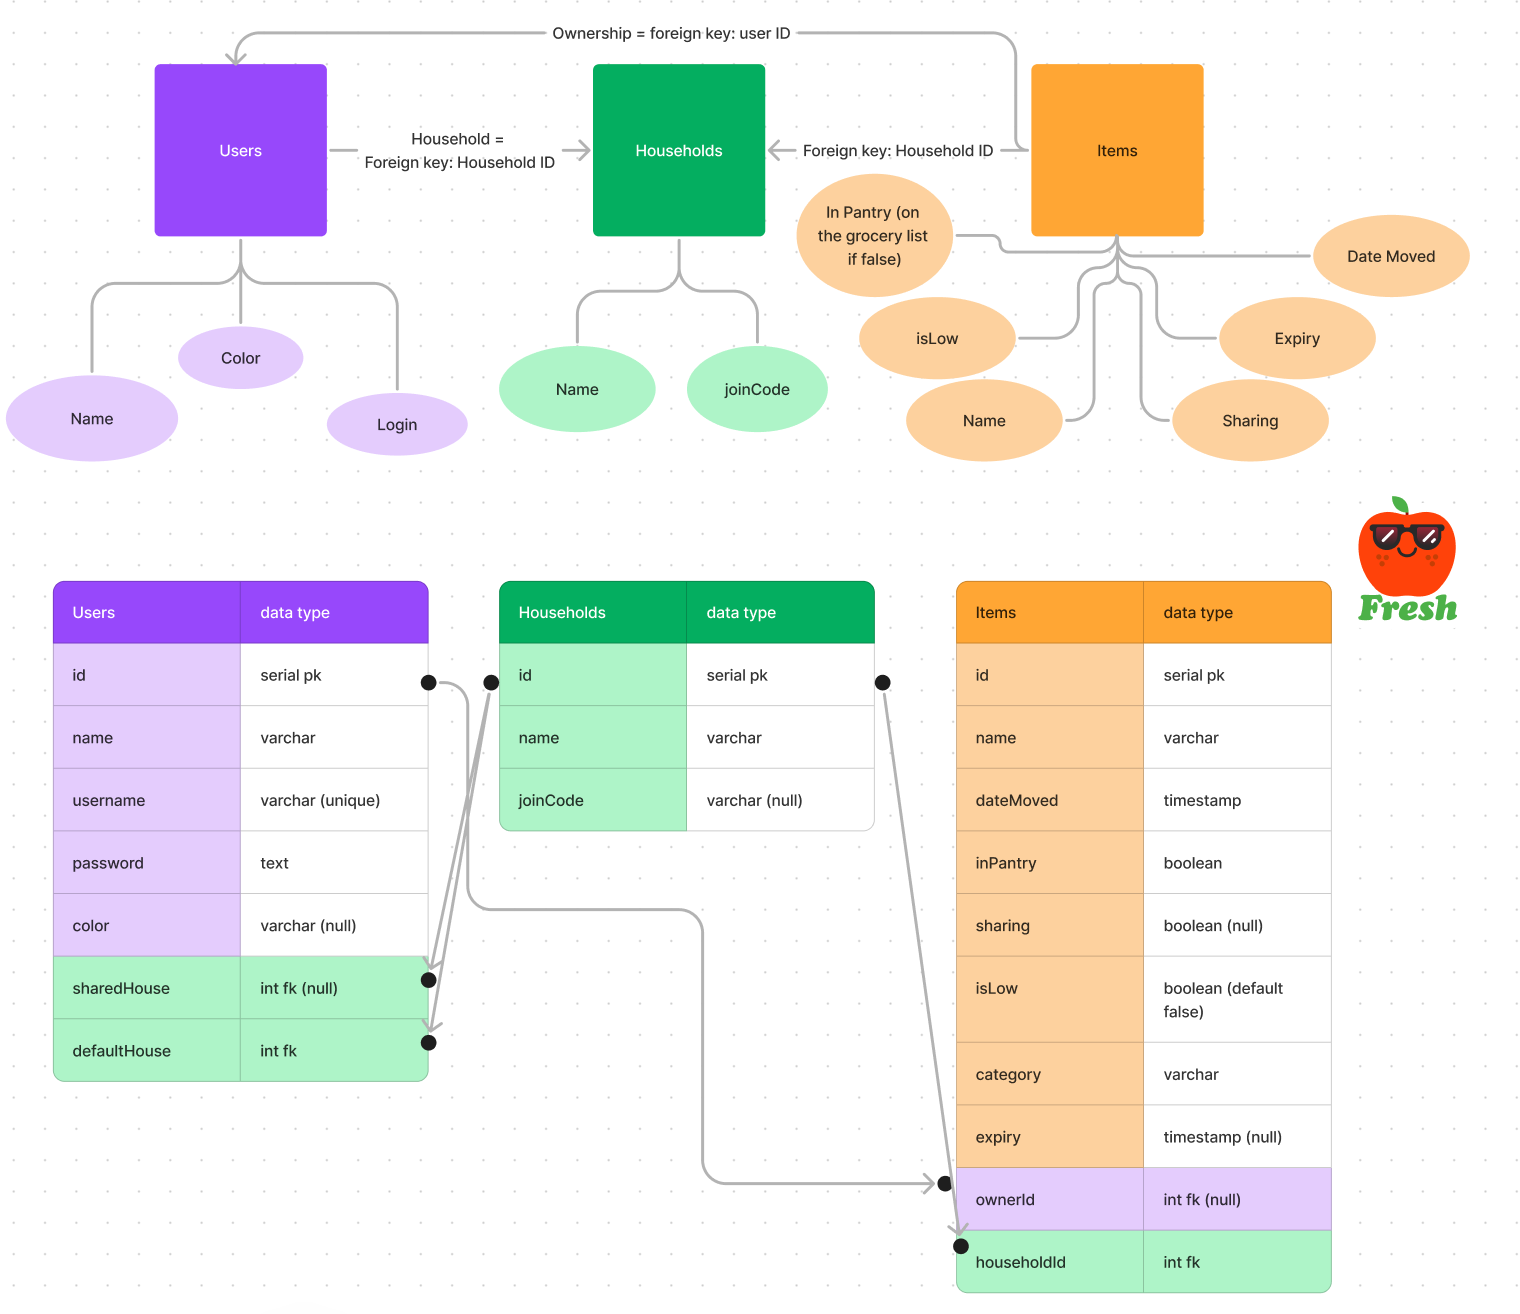 Ownership = foreign key: user ID
Users
Household =
Foreign key: Household ID
Households
Foreign key: Household ID
Items
In Pantry (on
the grocery list
if false)
Date Moved
isLow
Expiry
Color
Name
joinCode
Name
Login
Name
Sharing
Fresh
Users data type
id serial pk
name varchar
username varchar (unique)
password text
color varchar (null)
sharedHouse int fk (null)
defaultHouse int fk
Households data type
id serial pk
name varchar
joinCode varchar (null)
Items data type
id serial pk
name varchar
dateMoved timestamp
inPantry boolean
sharing boolean (null)
isLow boolean (default
false)
category varchar
expiry timestamp (null)
ownerId int fk (null)
householdId int fk